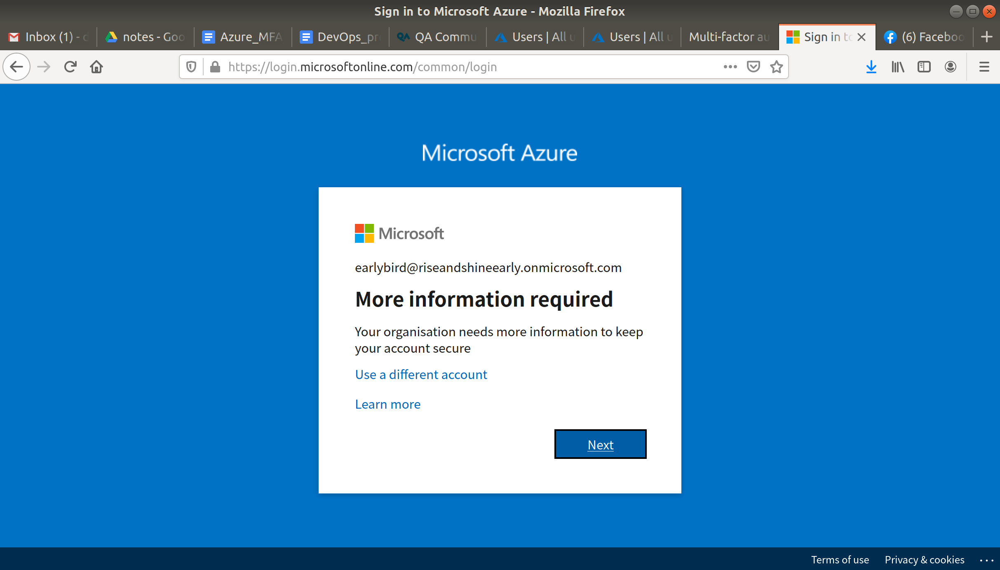 Sign in to Microsoft Azure - Mozilla Firefox
Inbox (1) -
notes - Goo
Azure_MFA
DevOps_pr
QA Commu
Users | All u
Users | All u
Multi-factor au
Sign in to
(6) Faceboo
https://login.microsoftonline.com/common/login
Microsoft Azure
Microsoft
earlybird@riseandshineearly.onmicrosoft.com
More information required
Your organisation needs more information to keep
your account secure
Use a different account
Learn more
Next
Terms of use
Privacy & cookies
...